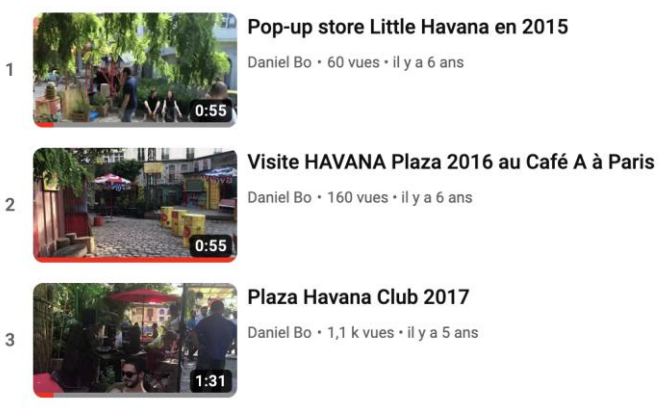 1
Pop-up store Little Havana en 2015
Daniel Bo • 60 vues • il y a 6 ans
0:55
2
Visite HAVANA Plaza 2016 au Café A à Paris
Daniel Bo • 160 vues • il y a 6 ans
0:55
3
Plaza Havana Club 2017
Daniel Bo • 1,1 k vues • il y a 5 ans
1:31